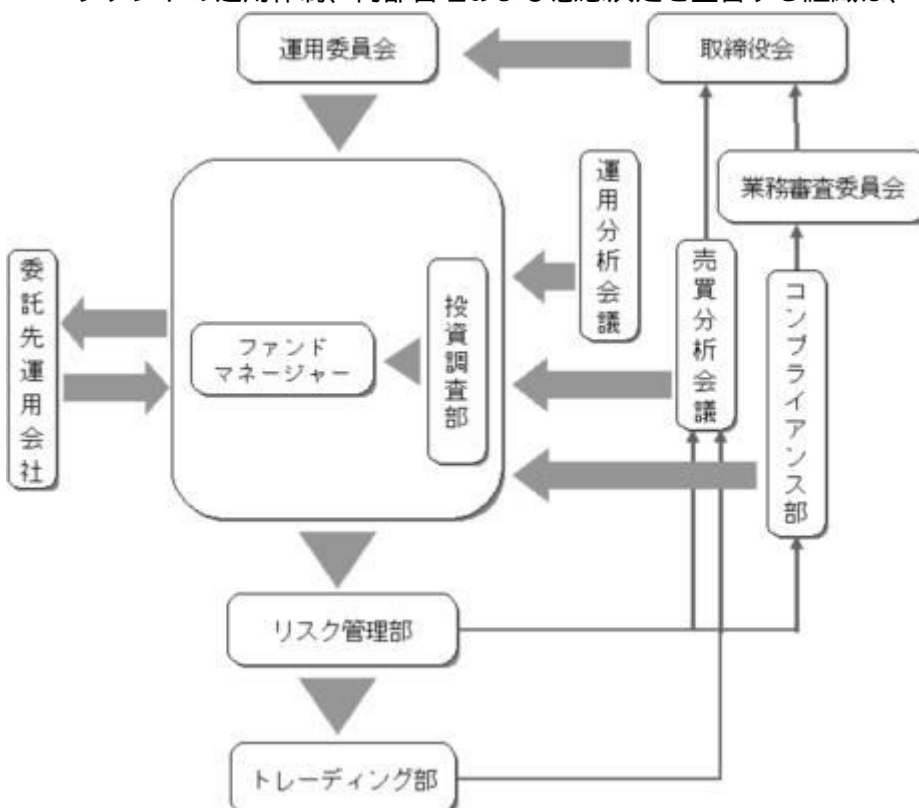 運用委員会
取締役会
業務審査委員会
運用分析会議
売買分析会議
コンプライアンス部
委託先運用会社
投資調査部
ファンド
マネージャー
リスク管理部
トレーディング部